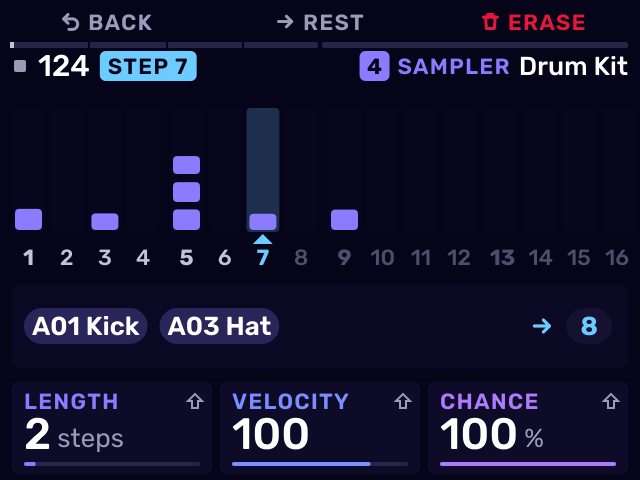 BACK REST ERASE
124 STEP 7 4 SAMPLER Drum Kit
1 2 3 4 5 6 7 8 9 10 11 12 13 14 15 16
A01 Kick A03 Hat → 8
LENGTH VELOCITY CHANCE
2 steps 100 100 %